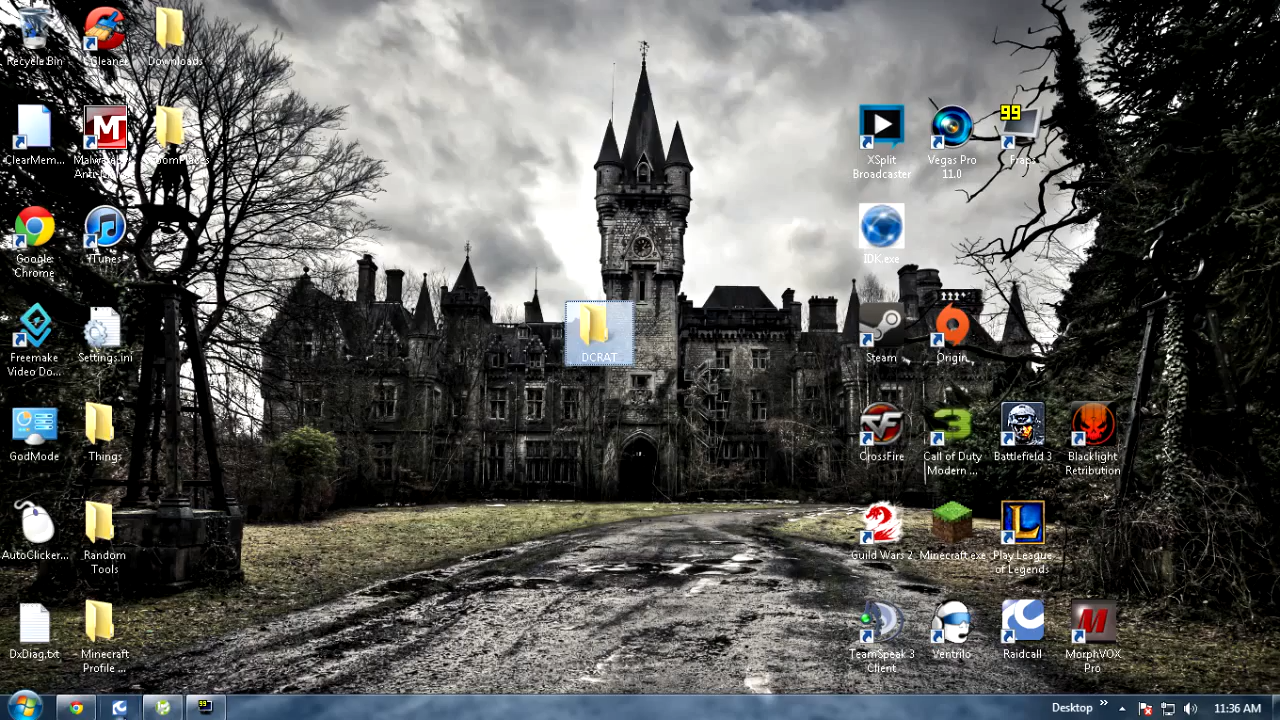 Recycle Bin
CCleaner
Downloads
ClearMem...
Malwareb...
Anti-M...
Google
Chrome
iTunes
Freemake
Video Do...
Settings.ini
GodMode
Things
AutoClicker...
Random
Tools
DxDiag.txt
Minecraft
Profile ...
DCRAT
XSplit
Broadcaster
Vegas Pro
11.0
99
Fraps
IDK.exe
Steam
Origin
CrossFire
Call of Duty
Modern ...
Battlefield 3
Blacklight
Retribution
Guild Wars 2
Minecraft.exe
Play League
of Legends
TeamSpeak 3
Client
Ventrilo
Raidcall
MorphVOX
Pro
99
Desktop
11:36 AM